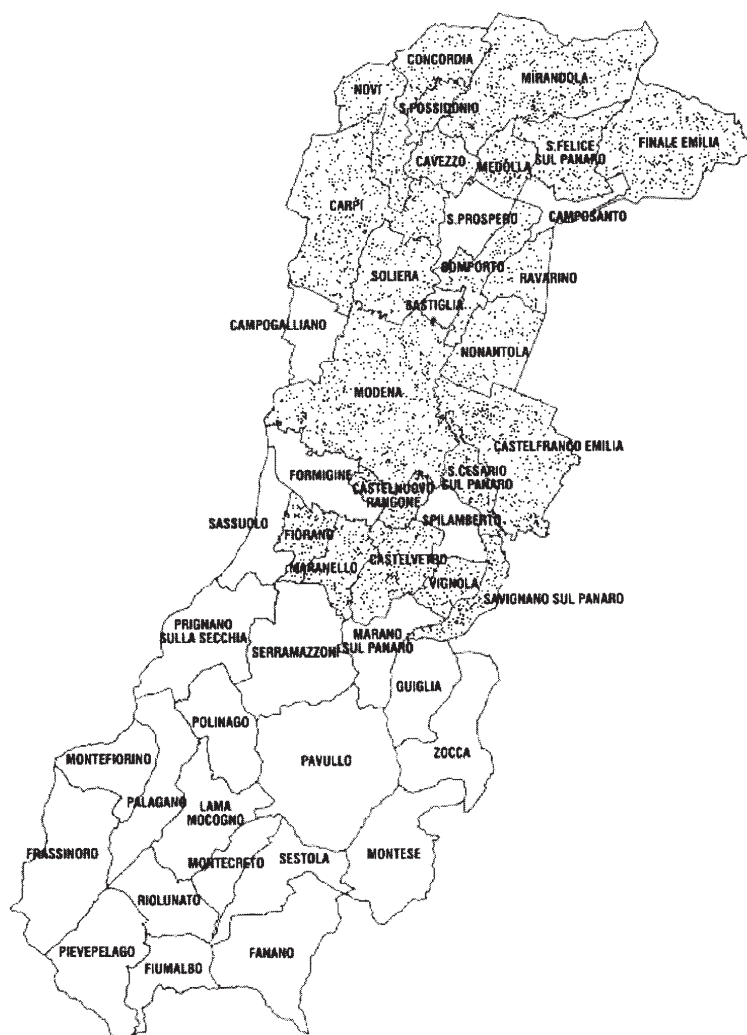 CONCORDIA
MIRANDOLA
NOVI
S.POSSIDONIO
FINALE EMILIA
S.FELICE
SUL PANARO
CAVEZZO
MEDOLLA
CARPI
S.PROSPERO
CAMPOSANTO
BOMPORTO
RAVARINO
SOLIERA
BASTIGLIA
CAMPOGALLIANO
NONANTOLA
MODENA
CASTELFRANCO EMILIA
S.CESARIO
SUL PANARO
FORMIGINE
CASTELNUOVO
RANGONE
SASSUOLO
SPILAMBERTO
FIORANO
MARANELLO
CASTELVETRO
VIGNOLA
SAVIGNANO SUL PANARO
PRIGNANO
SULLA SECCHIA
SERRAMAZZONI
MARANO
SUL PANARO
GUIGLIA
POLINAGO
ZOCCA
MONTEFIORINO
PAVULLO
PALAGANO
LAMA
MOCOGNO
FRASSINORO
MONTECRETO
SESTOLA
MONTESE
RIOLUNATO
PIEVEPELAGO
FIUMALBO
FANANO